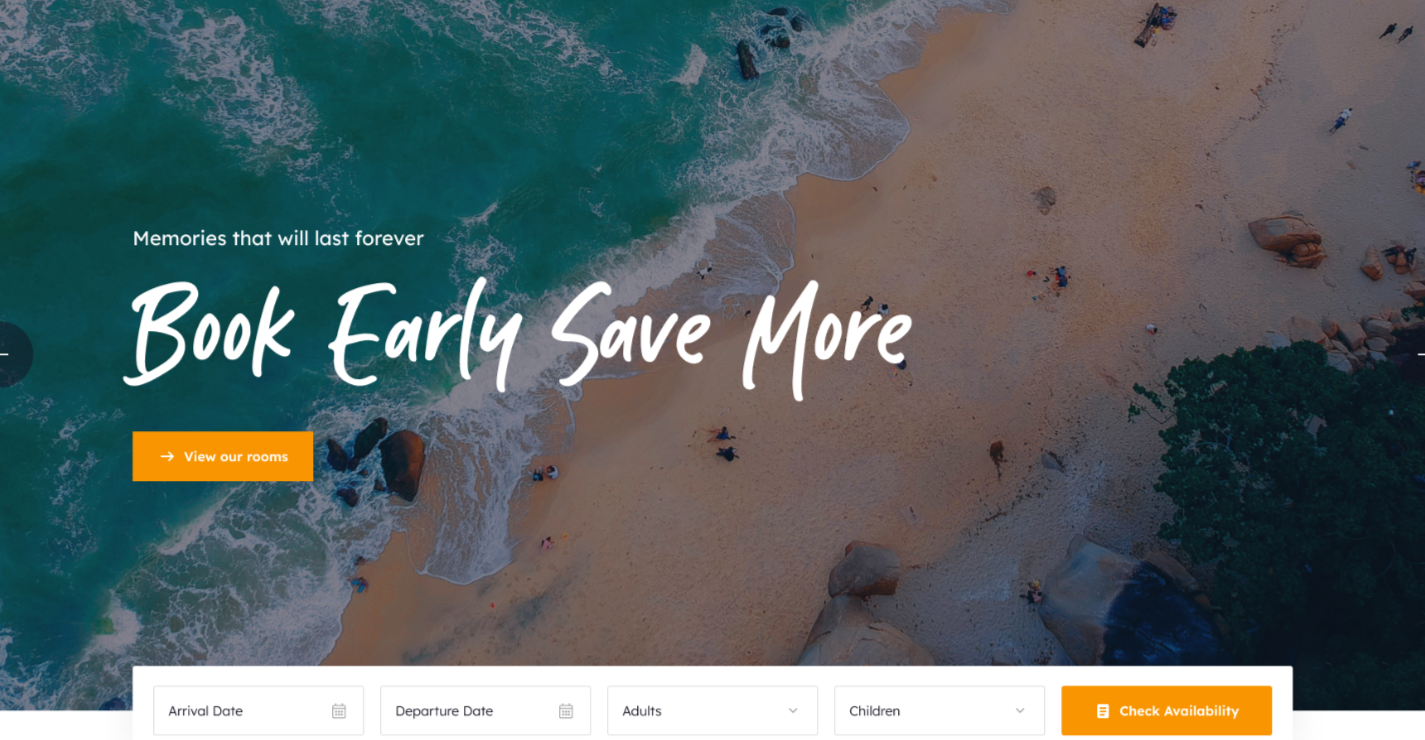 Memories that will last forever
Book Early Save More
View our rooms
Arrival Date
Departure Date
Adults
Children
Check Availability